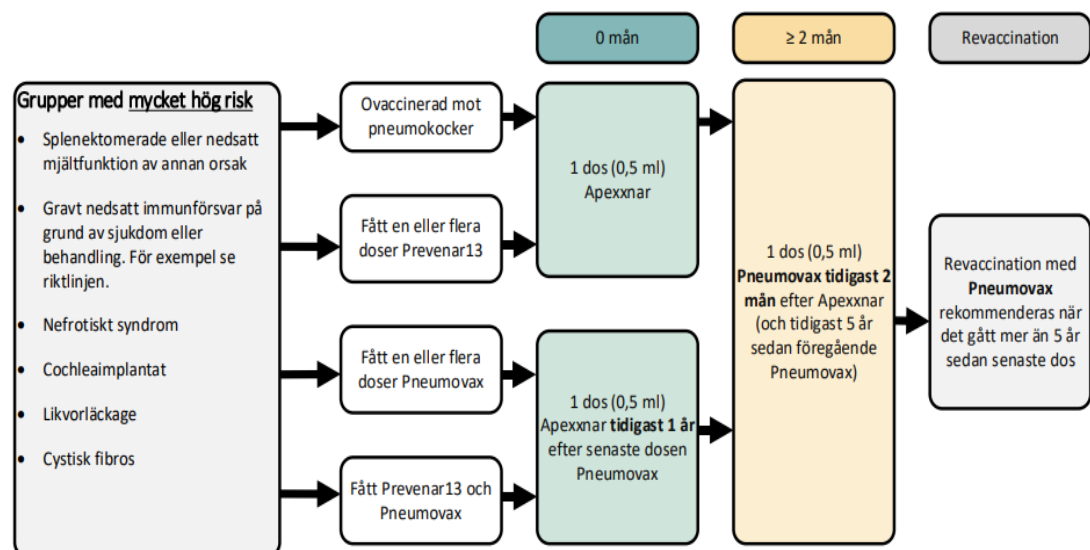 0 mån
≥ 2 mån
Revaccination
Grupper med mycket hög risk
• Splenektomerade eller nedsatt
mjältfunktion av annan orsak
• Gravt nedsatt immunförsvar på
grund av sjukdom eller
behandling. För exempel se
riktlinjen.
• Nefrotiskt syndrom
• Cochleaimplantat
• Likvorläckage
• Cystisk fibros
Ovaccinerad mot
pneumokocker
Fått en eller flera
doser Prevenar13
Fått en eller flera
doser Pneumovax
Fått Prevenar13 och
Pneumovax
1 dos (0,5 ml)
Apexxnar
1 dos (0,5 ml)
Apexxnar tidigast 1 år
efter senaste dosen
Pneumovax
1 dos (0,5 ml)
Pneumovax tidigast 2
mån efter Apexxnar
(och tidigast 5 år
sedan föregående
Pneumovax)
Revaccination med
Pneumovax
rekommenderas när
det gått mer än 5 år
sedan senaste dos